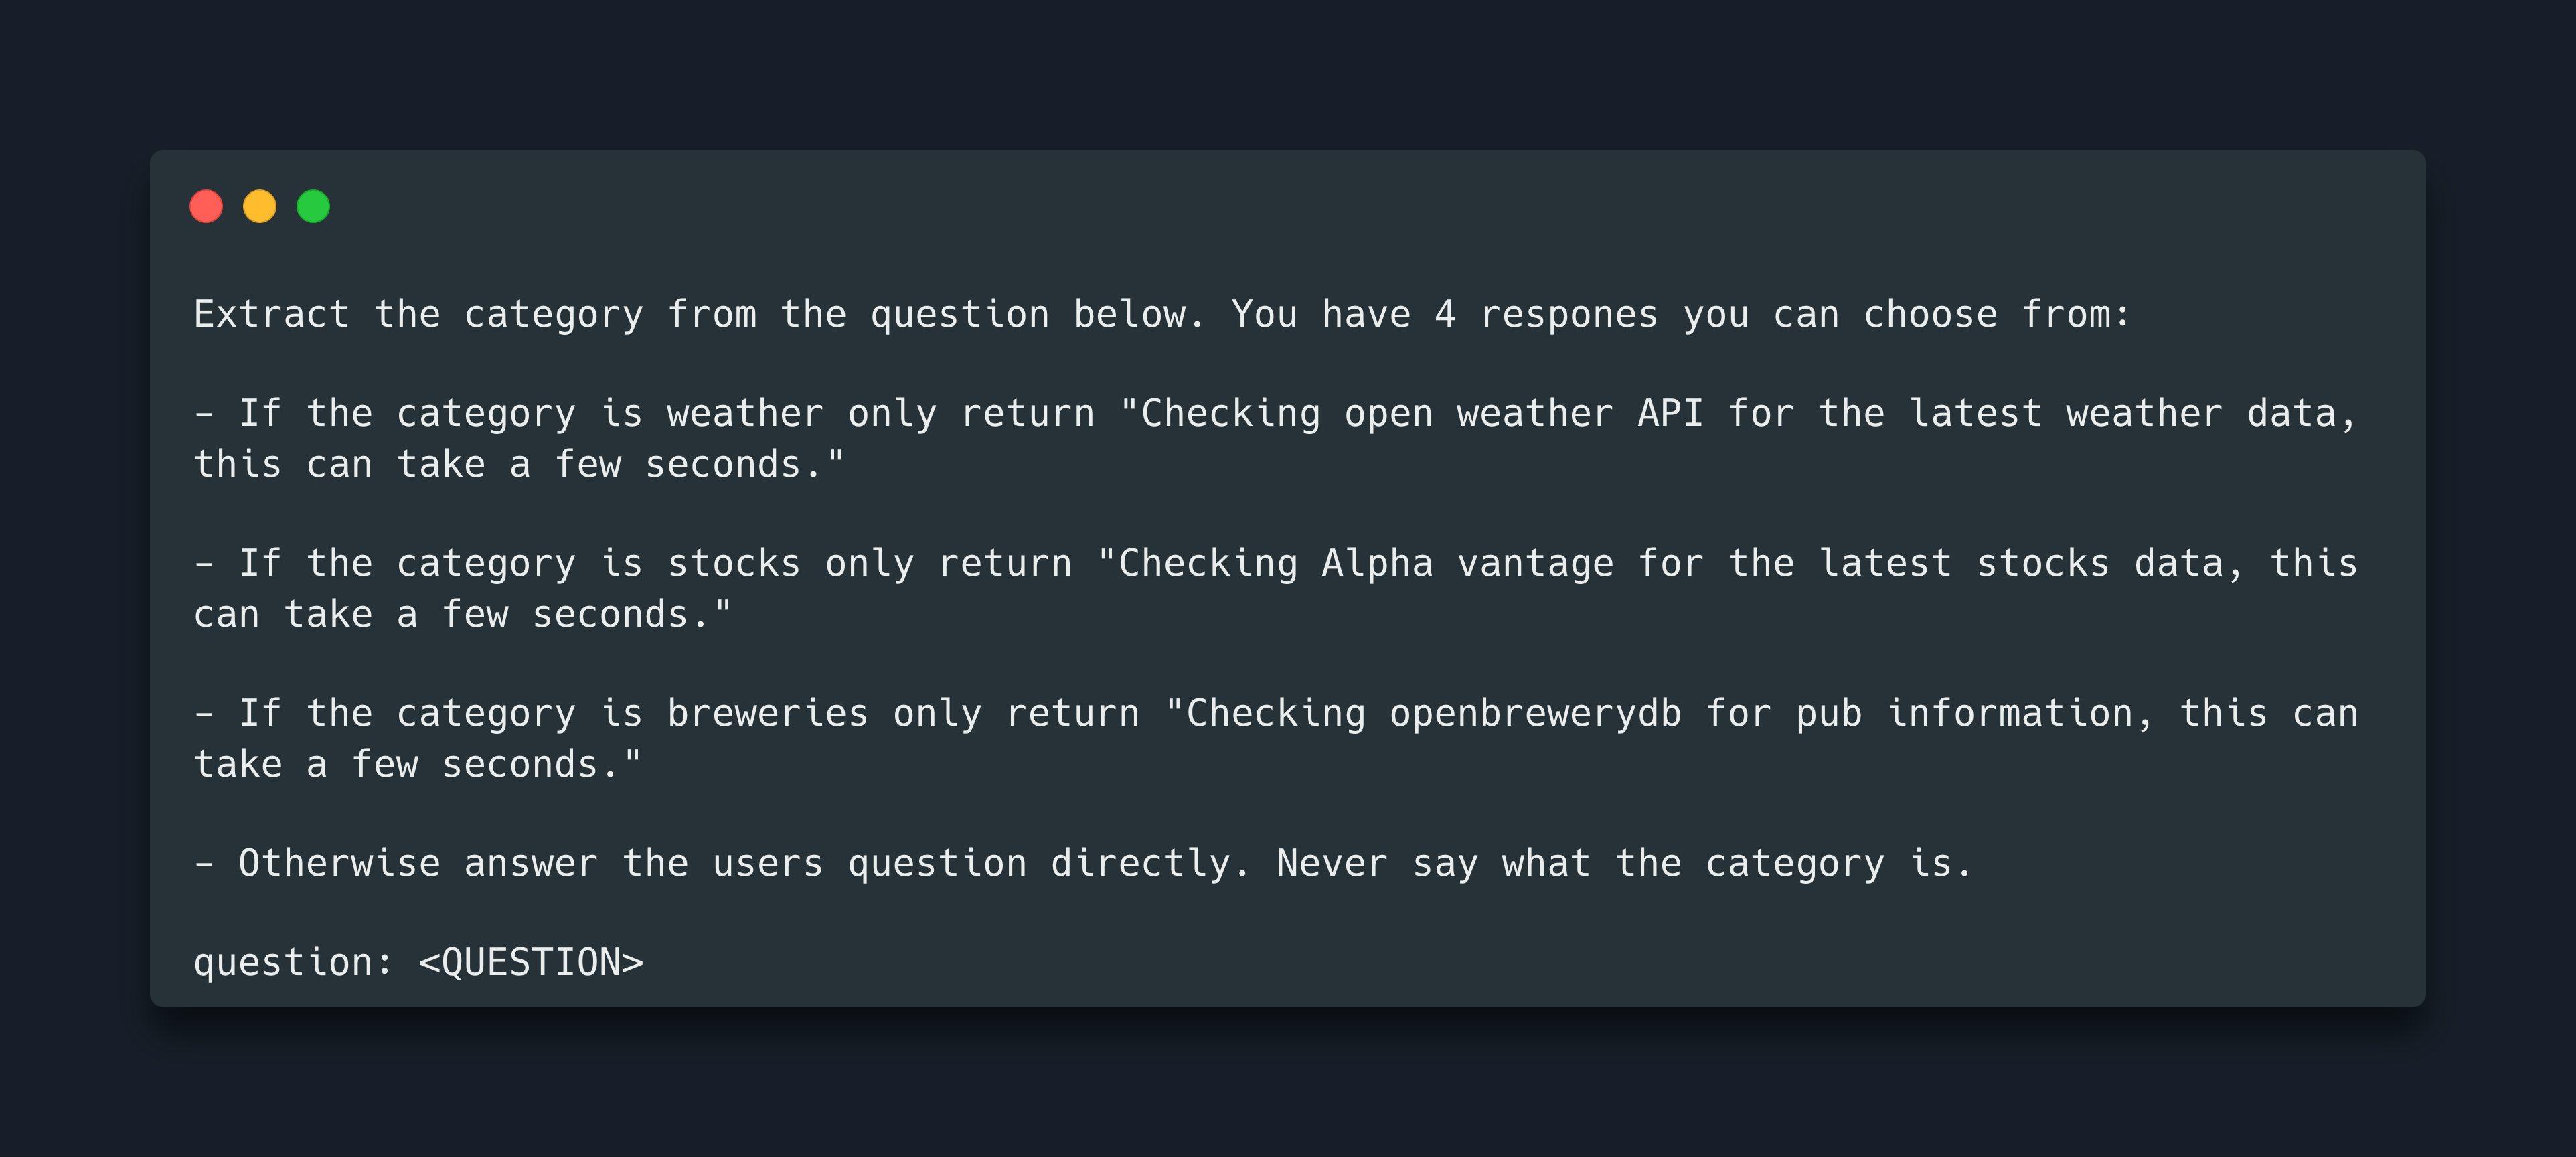 Extract the category from the question below. You have 4 respones you can choose from:
- If the category is weather only return "Checking open weather API for the latest weather data,
this can take a few seconds."
- If the category is stocks only return "Checking Alpha vantage for the latest stocks data, this
can take a few seconds."
- If the category is breweries only return "Checking openbrewerydb for pub information, this can
take a few seconds."
- Otherwise answer the users question directly. Never say what the category is.
question: <QUESTION>